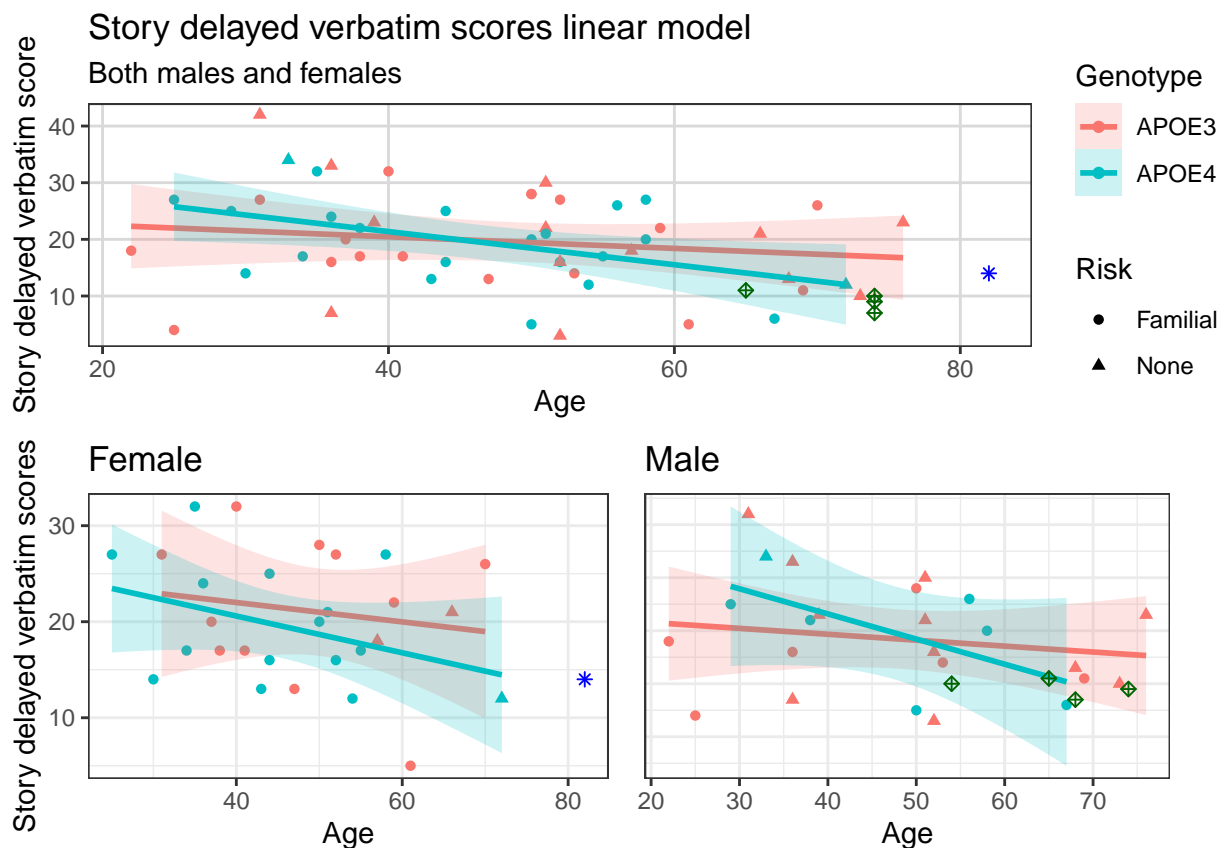 Story delayed verbatim scores linear model
Both males and females
Story delayed verbatim score
40
30
20
10
20
40
60
80
Age
Genotype
APOE3
APOE4
Risk
Familial
None
Female
Story delayed verbatim scores
30
20
10
40
60
80
Age
Male
20
30
40
50
60
70
Age